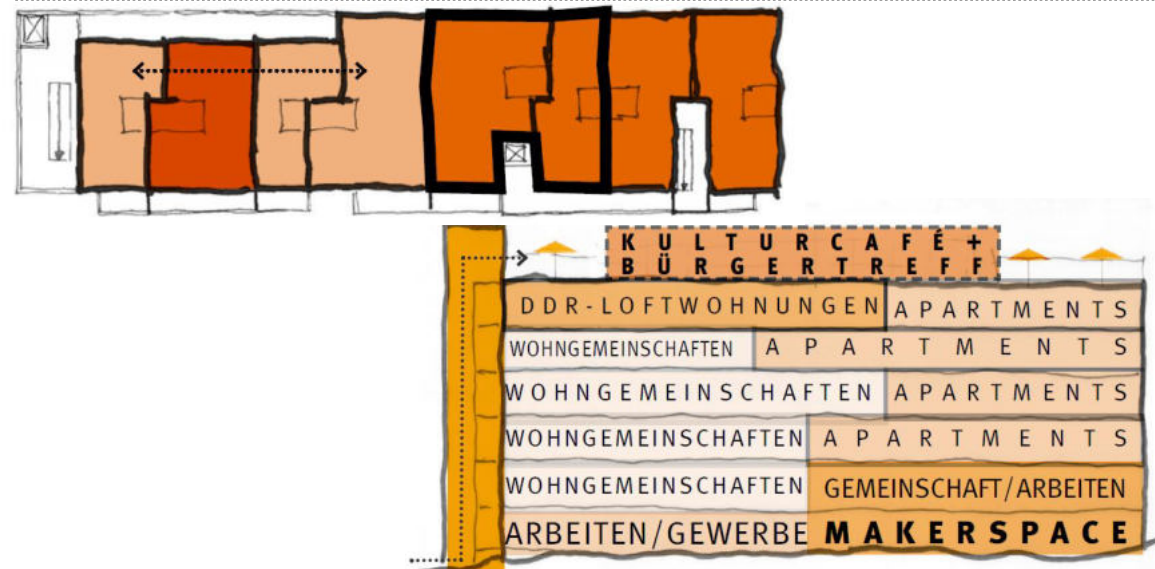 KULTURCAFÉ+
BÜRGERTREFF
DDR-LOFTWOHNUNGEN APARTMENTS
WOHNGEMEINSCHAFTEN APARTMENTS
WOHNGEMEINSCHAFTEN APARTMENTS
WOHNGEMEINSCHAFTEN APARTMENTS
WOHNGEMEINSCHAFTEN GEMEINSCHAFT/ARBEITEN
ARBEITEN/GEWERBE MAKERSPACE